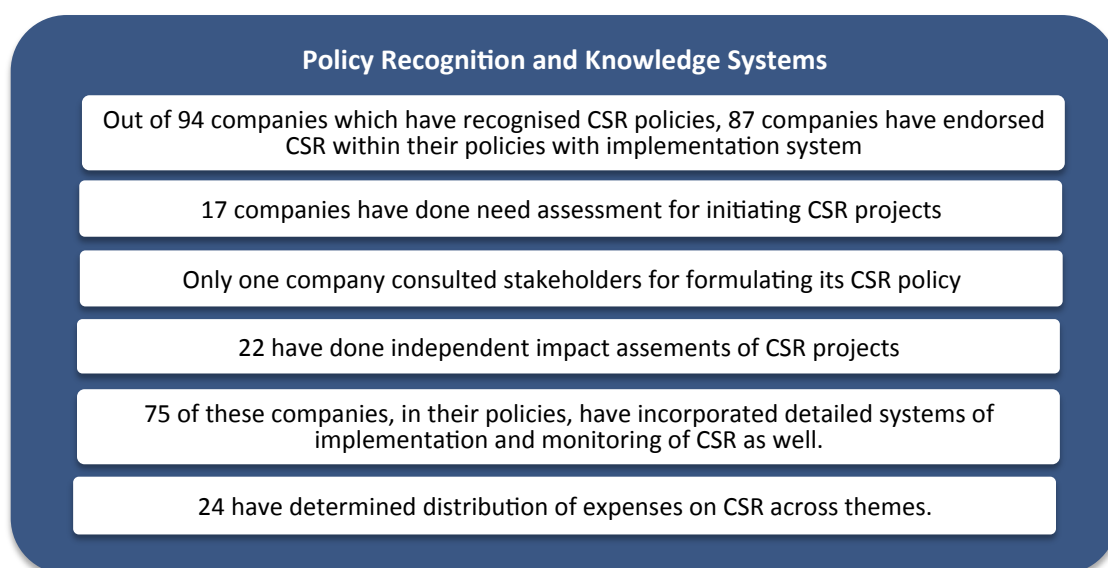 Policy Recognition and Knowledge Systems
Out of 94 companies which have recognised CSR policies, 87 companies have endorsed
CSR within their policies with implementation system
17 companies have done need assessment for initiating CSR projects
Only one company consulted stakeholders for formulating its CSR policy
22 have done independent impact assements of CSR projects
75 of these companies, in their policies, have incorporated detailed systems of
implementation and monitoring of CSR as well.
24 have determined distribution of expenses on CSR across themes.